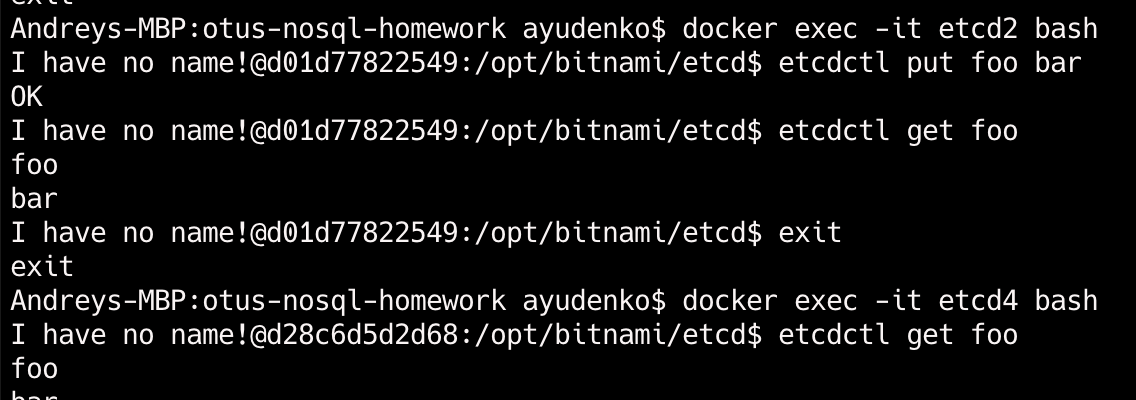 Andreys-MBP:otus-nosql-homework ayudenko$ docker exec -it etcd2 bash
I have no name!@d01d77822549:/opt/bitnami/etcd$ etcdctl put foo bar
OK
I have no name!@d01d77822549:/opt/bitnami/etcd$ etcdctl get foo
foo
bar
I have no name!@d01d77822549:/opt/bitnami/etcd$ exit
exit
Andreys-MBP:otus-nosql-homework ayudenko$ docker exec -it etcd4 bash
I have no name!@d28c6d5d2d68:/opt/bitnami/etcd$ etcdctl get foo
foo